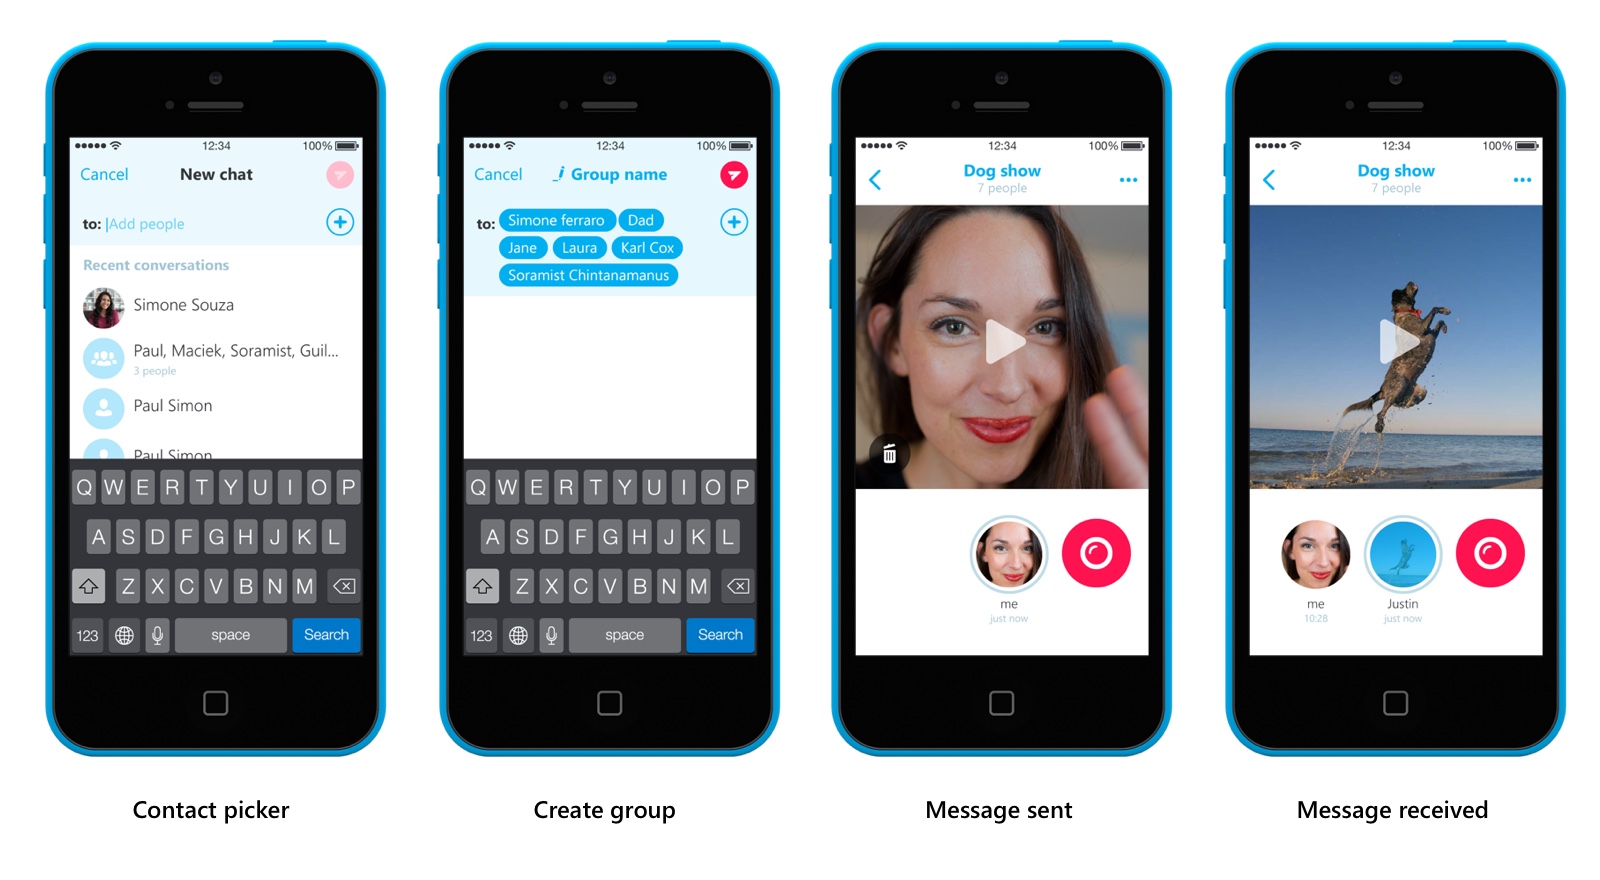 12:34
100%
Cancel
New chat
to: Add people
Recent conversations
Simone Souza
Paul, Maciek, Soramist, Guil...
3 people
Paul Simon
Paul Simon
Q W E R T Y U I O P
A S D F G H J K L
Z X C V B N M
123
space
Search
Contact picker
12:34
100%
Cancel
Group name
to: Simone ferraro Dad
Jane Laura Karl Cox
Soramist Chintanamanus
Q W E R T Y U I O P
A S D F G H J K L
Z X C V B N M
123
space
Search
Create group
12:34
100%
Dog show
7 people
me
just now
Message sent
12:34
100%
Dog show
7 people
me
10:28
Justin
just now
Message received